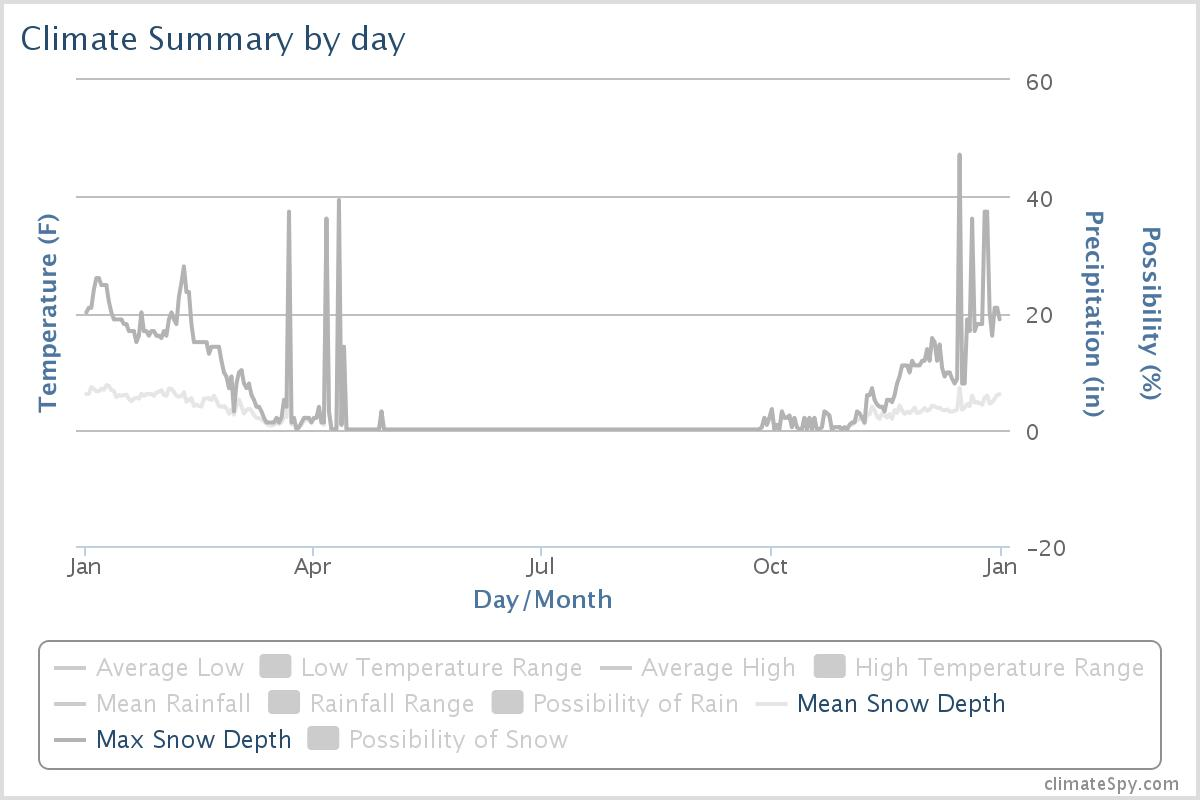 Climate Summary by day
60
40
20
0
−20
Temperature (F)
Precipitation (in)
Possibility (%)
Jan Apr Jul Oct Jan
Day/Month
Average Low Low Temperature Range Average High High Temperature Range
Mean Rainfall Rainfall Range Possibility of Rain Mean Snow Depth
Max Snow Depth Possibility of Snow
climateSpy.com